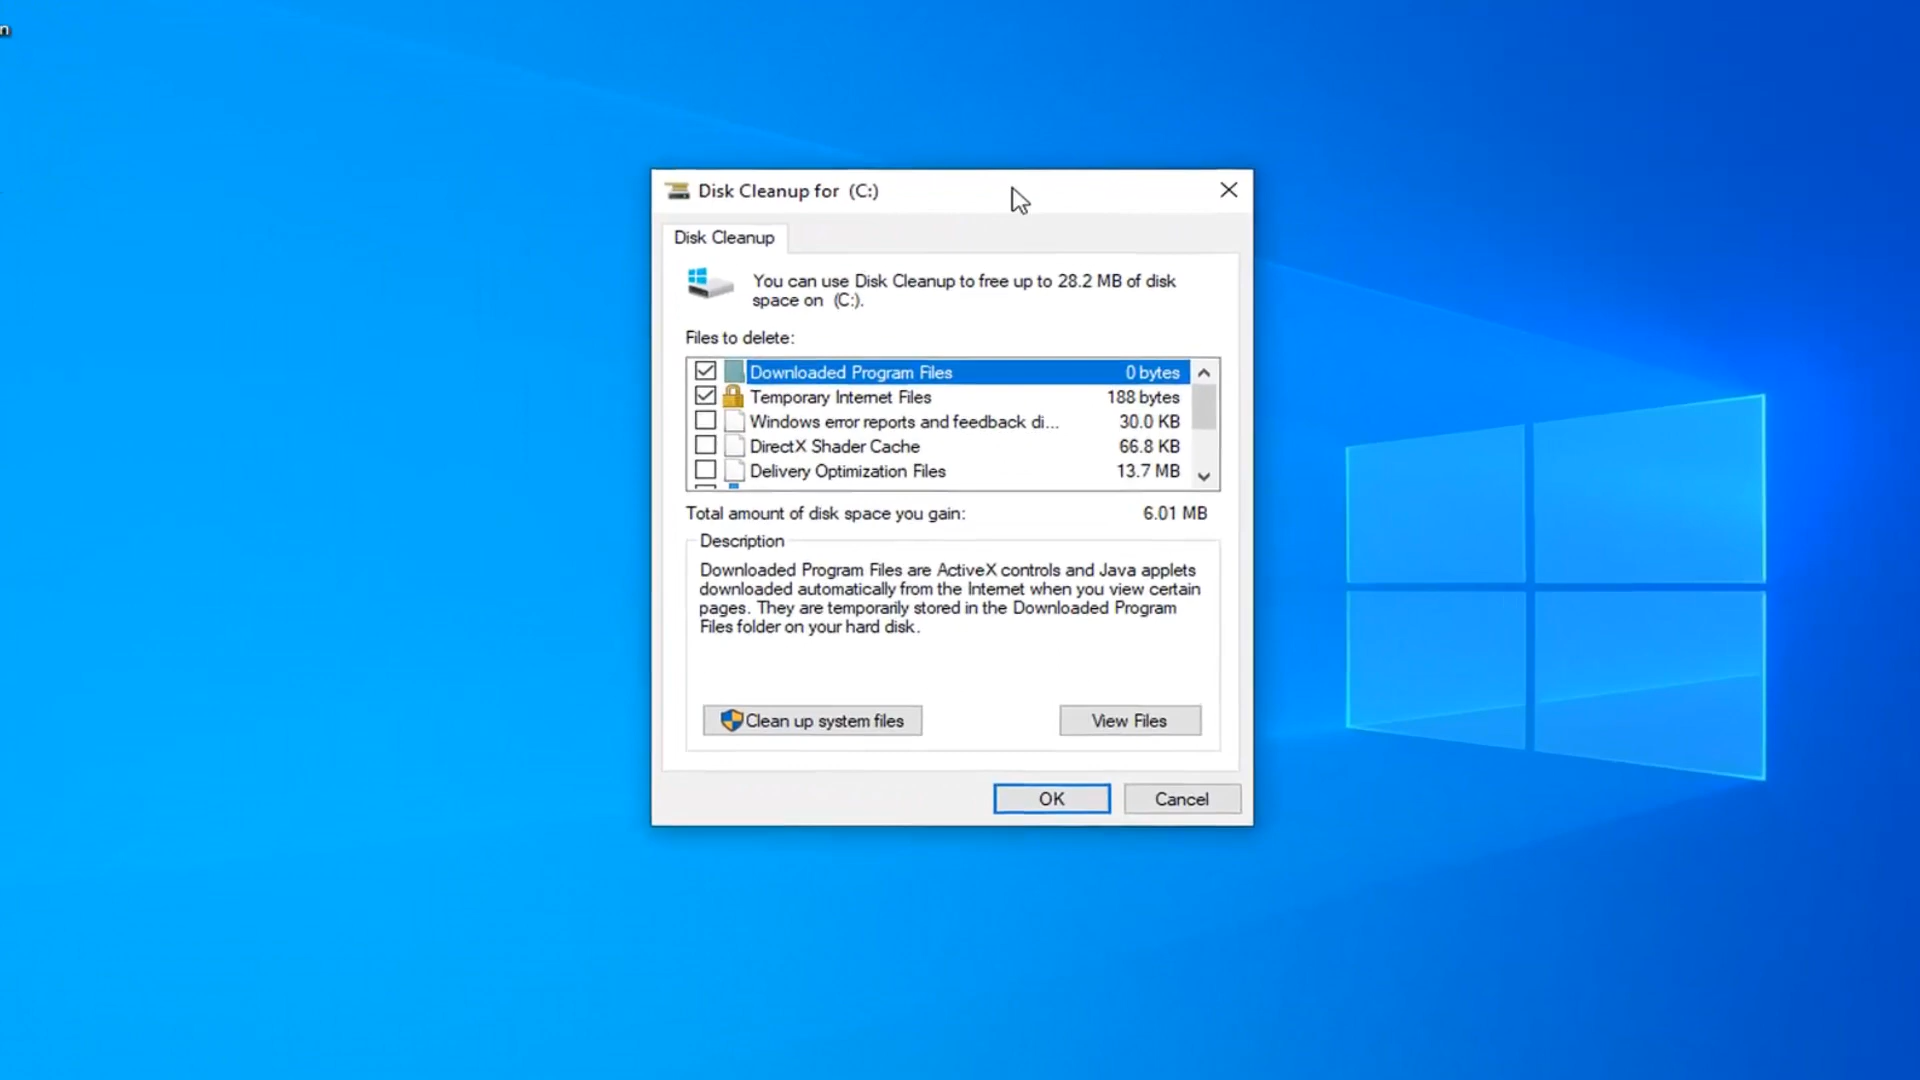 n
Disk Cleanup for (C:)
Disk Cleanup
You can use Disk Cleanup to free up to 28.2 MB of disk
space on (C:).
Files to delete:
Downloaded Program Files 0 bytes
Temporary Internet Files 188 bytes
Windows error reports and feedback di... 30.0 KB
DirectX Shader Cache 66.8 KB
Delivery Optimization Files 13.7 MB
Total amount of disk space you gain: 6.01 MB
Description
Downloaded Program Files are ActiveX controls and Java applets
downloaded automatically from the Internet when you view certain
pages. They are temporarily stored in the Downloaded Program
Files folder on your hard disk.
Clean up system files
View Files
OK
Cancel